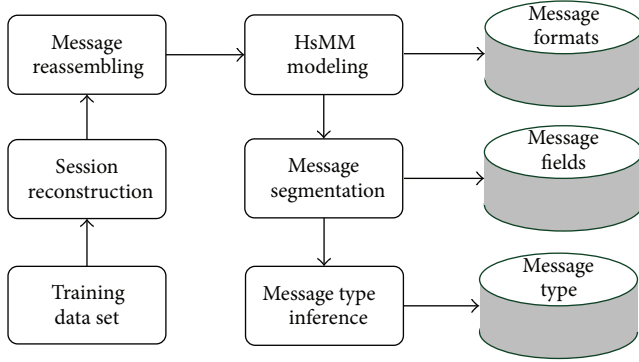 Message
reassembling
HsMM
modeling
Message
formats
Session
reconstruction
Message
segmentation
Message
fields
Training
data set
Message type
inference
Message
type